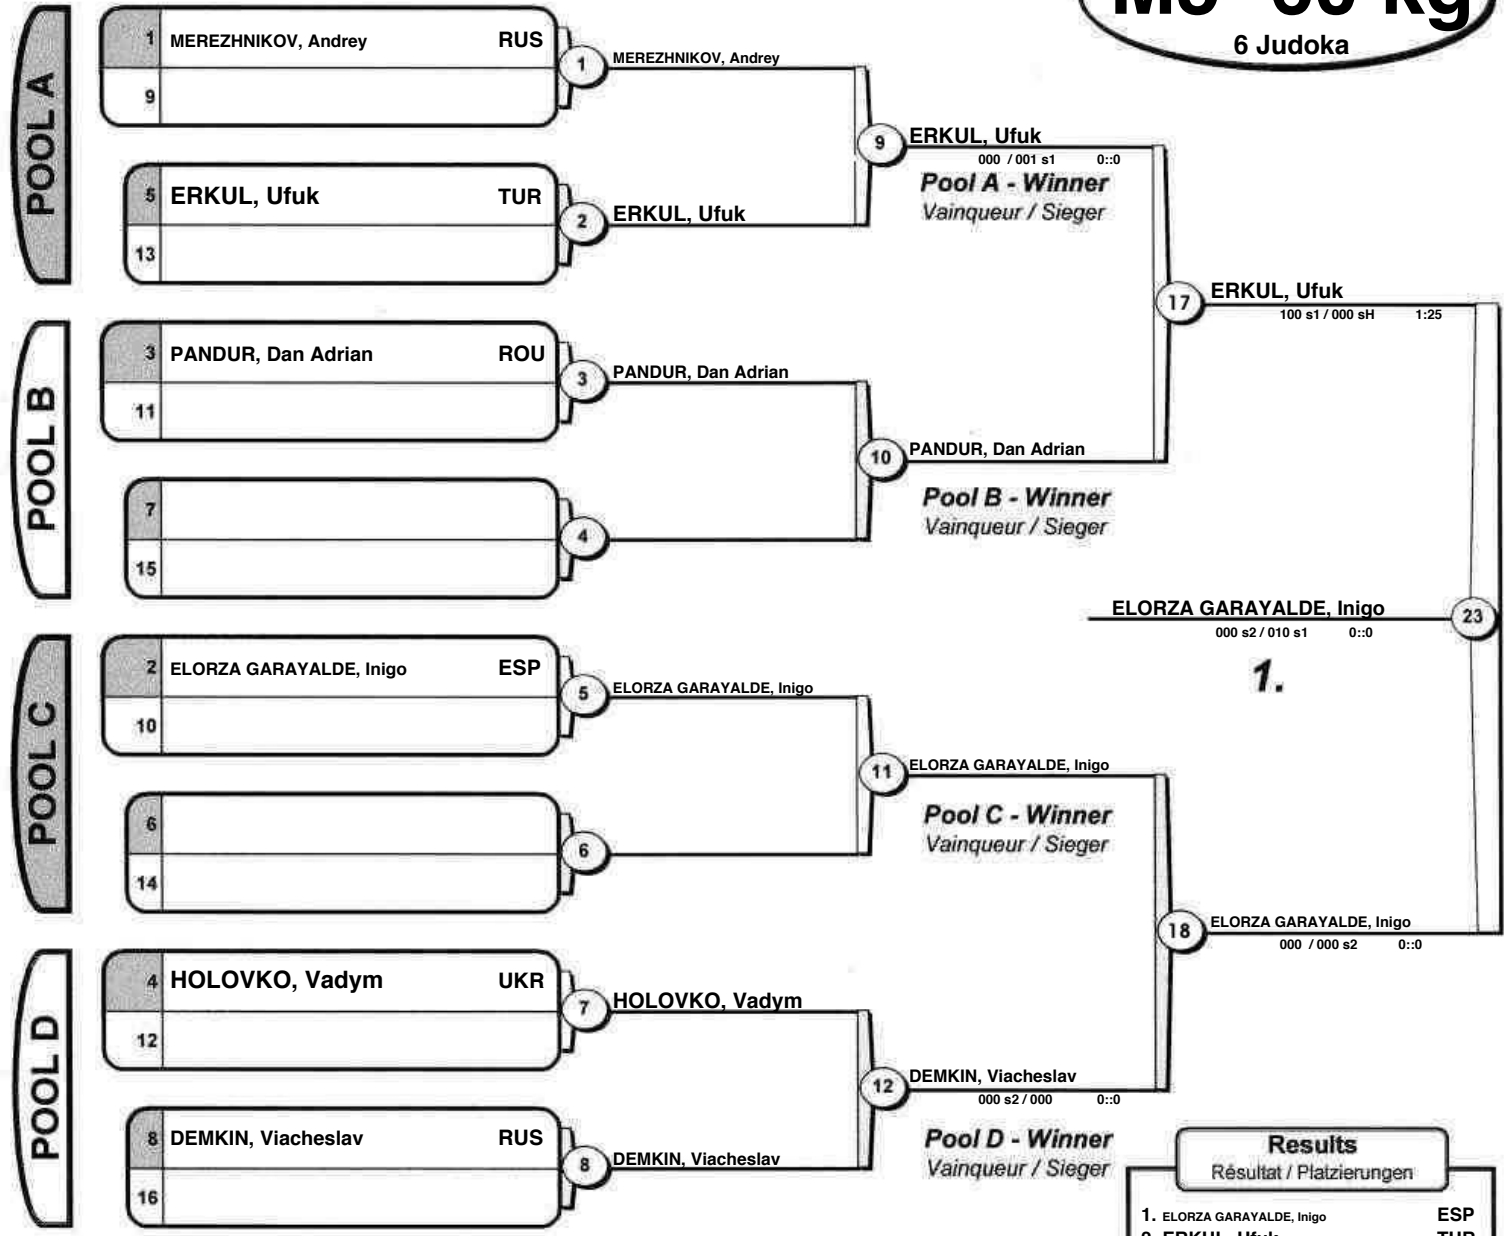 M6 -60 kg
6 Judoka
POOL A
1 MEREZHNIKOV, Andrey RUS
9
1
MEREZHNIKOV, Andrey
5 ERKUL, Ufuk TUR
13
2
ERKUL, Ufuk
9
ERKUL, Ufuk
000 / 001 s1 0::0
Pool A - Winner
Vainqueur / Sieger
POOL B
3 PANDUR, Dan Adrian ROU
11
3
PANDUR, Dan Adrian
7
15
4
10
PANDUR, Dan Adrian
Pool B - Winner
Vainqueur / Sieger
17
ERKUL, Ufuk
100 s1 / 000 sH 1:25
ELORZA GARAYALDE, Inigo
23
000 s2 / 010 s1 0::0
1.
POOL C
2 ELORZA GARAYALDE, Inigo ESP
10
5
ELORZA GARAYALDE, Inigo
6
14
6
11
ELORZA GARAYALDE, Inigo
Pool C - Winner
Vainqueur / Sieger
18
ELORZA GARAYALDE, Inigo
000 / 000 s2 0::0
POOL D
4 HOLOVKO, Vadym UKR
12
7
HOLOVKO, Vadym
8 DEMKIN, Viacheslav RUS
16
8
DEMKIN, Viacheslav
12
DEMKIN, Viacheslav
000 s2 / 000 0::0
Pool D - Winner
Vainqueur / Sieger
Results
Résultat / Platzierungen
1. ELORZA GARAYALDE, Inigo ESP
2. ERKUL, Ufuk TUR